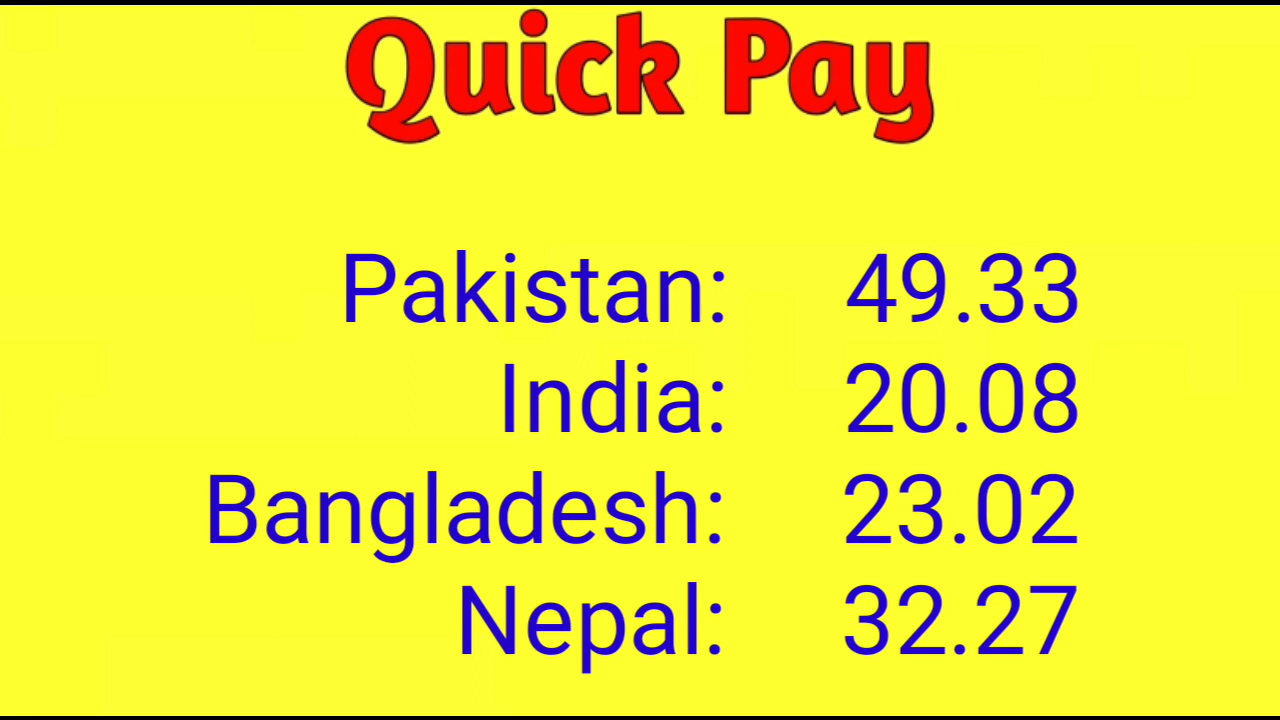 Quick Pay
Pakistan: 49.33
India: 20.08
Bangladesh: 23.02
Nepal: 32.27